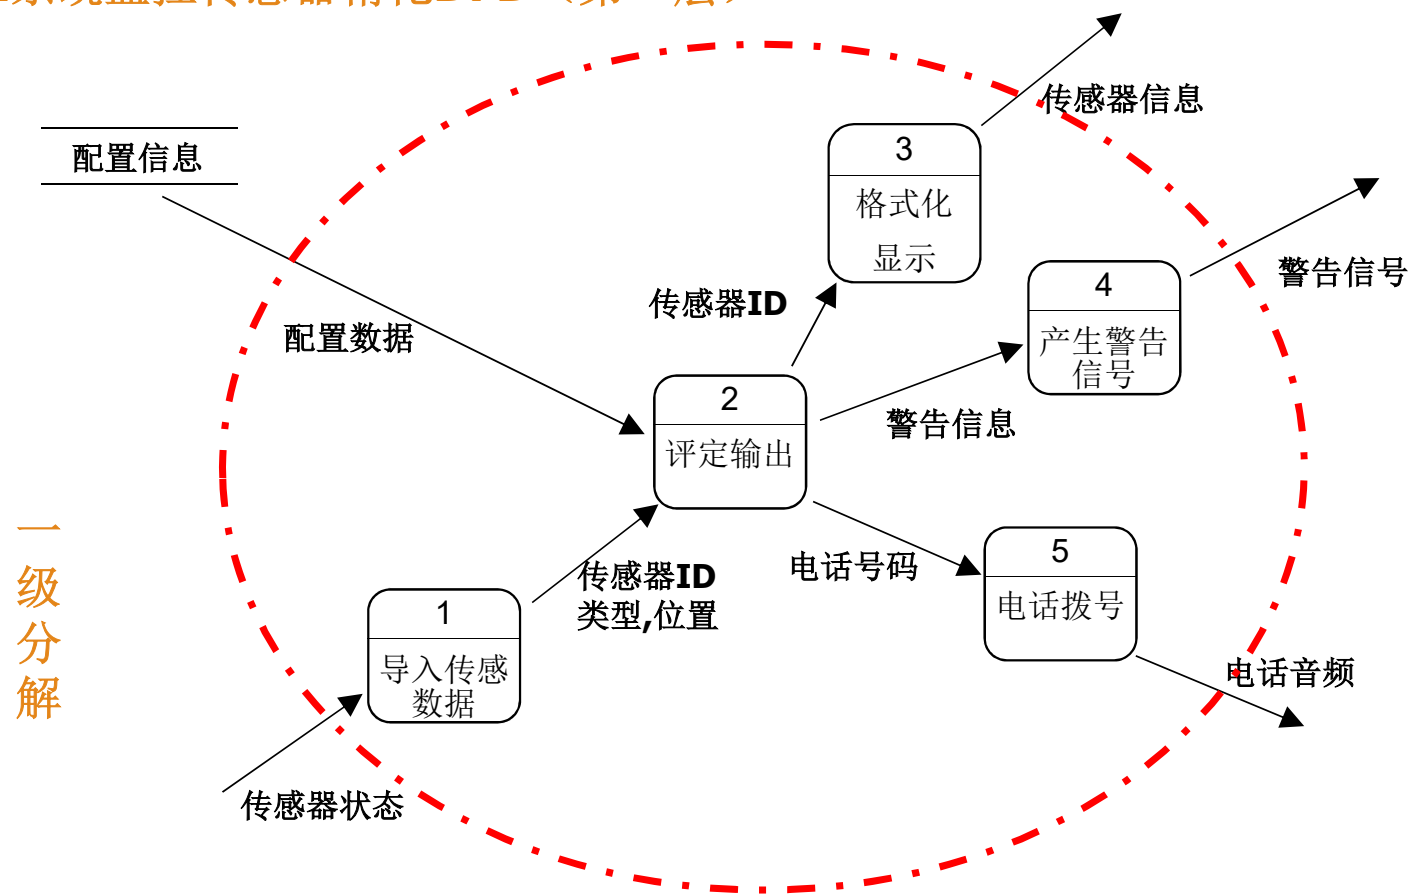 传感器信息
3
格式化
显示
配置信息
警告信号
4
产生警告
信号
传感器ID
配置数据
2
评定输出
警告信息
一
级
分
解
电话号码
5
电话拨号
传感器ID
类型,位置
1
导入传感
数据
电话音频
传感器状态